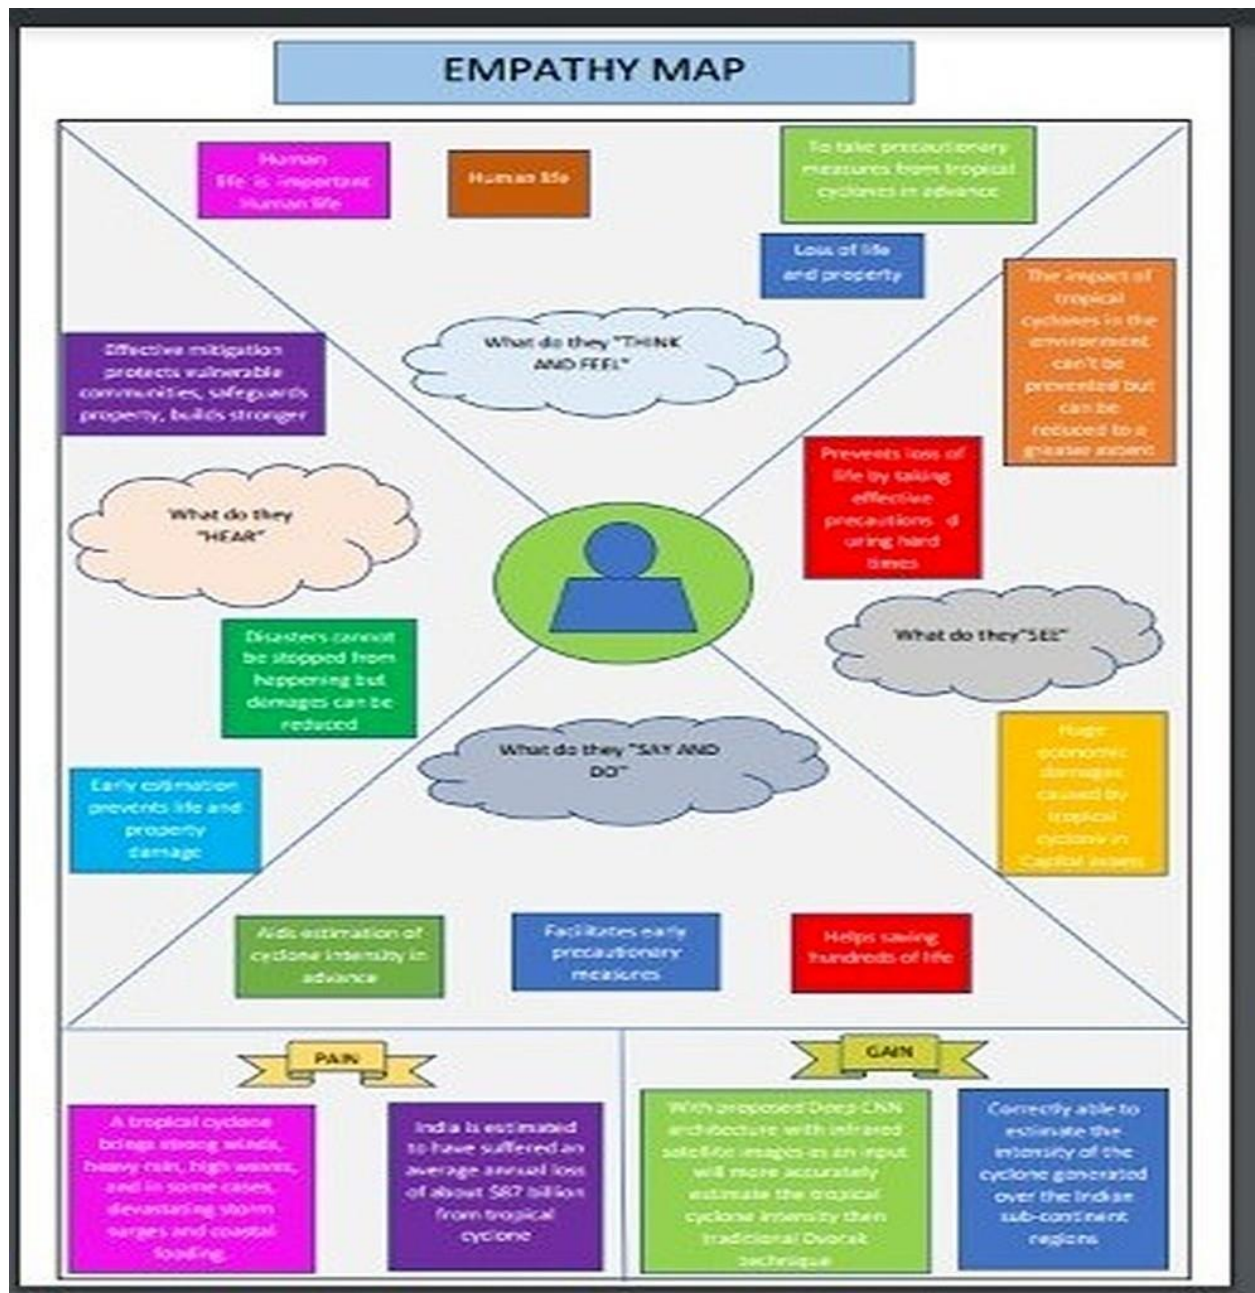 EMPATHY MAP
Human
life is important
Human life
Human life
To take precautionary
measures from tropical
cyclones in advance
Loss of life
and property
The impact of
tropical
cyclones in the
environment
can't be
prevented but
can be
reduced to a
greater extent
What do they "THINK
AND FEEL"
Effective mitigation
protects vulnerable
communities, safeguards
property, builds stronger
Prevents loss of
life by taking
effective
precautions d
uring hard
times
What do they
"HEAR"
What do they"SEE"
Disasters cannot
be stopped from
happening but
damages can be
reduced
What do they "SAY AND
DO"
Huge
economic
damages
caused by
tropical
cyclone in
Capital assets
Early estimation
prevents life and
property
damage
Aids estimation of
cyclone intensity in
advance
Facilitates early
precautionary
measures
Helps saving
hundreds of life
PAIN
A tropical cyclone
brings strong winds,
heavy rain, high waves,
and in some cases,
devastating storm
surges and coastal
India is estimated
to have suffered an
average annual loss
of about $87 billion
from tropical
cyclone
GAIN
With proposed Deep CNN
architecture with infrared
satellite images as an input
will more accurately
estimate the tropical
cyclone intensity then
traditional Dvorak
technique
Correctly able to
estimate the
intensity of the
cyclone generated
over the Indian
sub-continent
regions